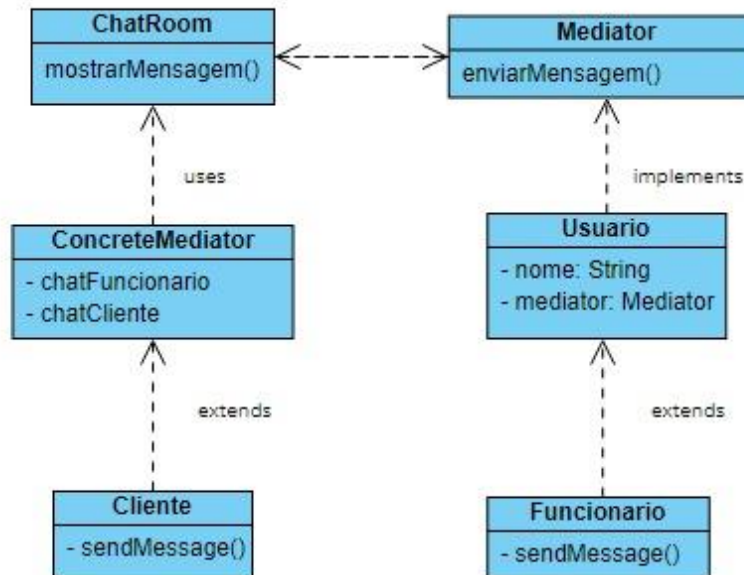 ChatRoom
mostrarMensagem()
Mediator
enviarMensagem()
uses
implements
ConcreteMediator
- chatFuncionario
- chatCliente
Usuario
- nome: String
- mediator: Mediator
extends
extends
Cliente
- sendMessage()
Funcionario
- sendMessage()